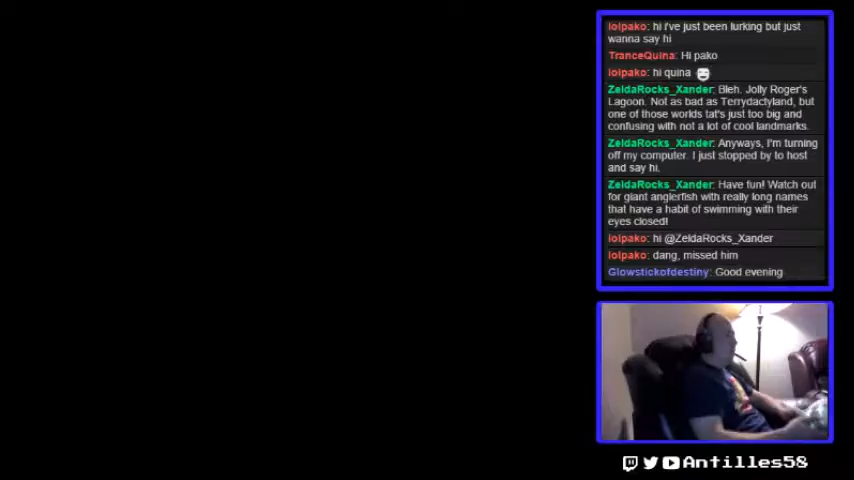 lolpako: hi i've just been lurking but just
wanna say hi
TranceQuina: Hi pako
lolpako: hi quina
ZeldaRocks_Xander: Bleh. Jolly Roger's
Lagoon. Not as bad as Terrydactyland, but
one of those worlds tat's just too big and
confusing with not a lot of cool landmarks.
ZeldaRocks_Xander: Anyways, I'm turning
off my computer. I just stopped by to host
and say hi.
ZeldaRocks_Xander: Have fun! Watch out
for giant anglerfish with really long names
that have a habit of swimming with their
eyes closed!
lolpako: hi @ZeldaRocks_Xander
lolpako: dang, missed him
Glowstickofdestiny: Good evening
Antilles58